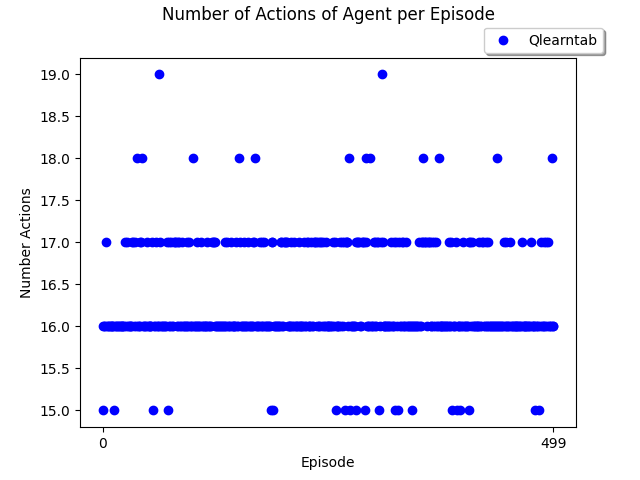 Number of Actions of Agent per Episode
Qlearntab
19.0
18.5
18.0
17.5
17.0
16.5
16.0
15.5
15.0
Number Actions
0 499
Episode